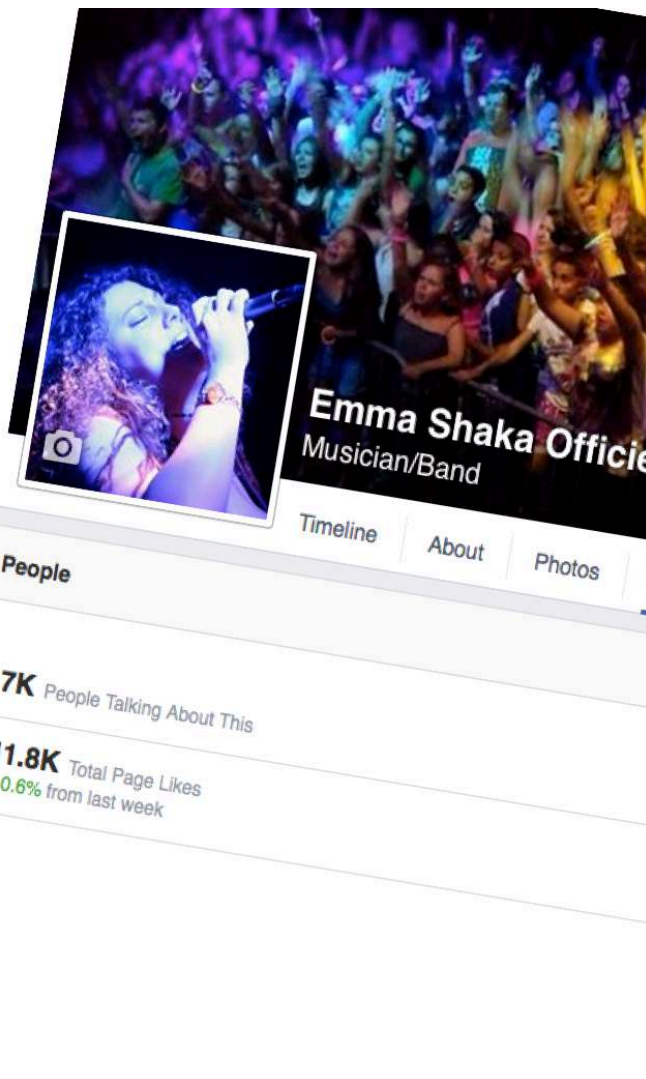 Emma Shaka
Musician/Band
Timeline
About
Photos
People
7K People Talking About This
1.8K Total Page Likes
0.6% from last week